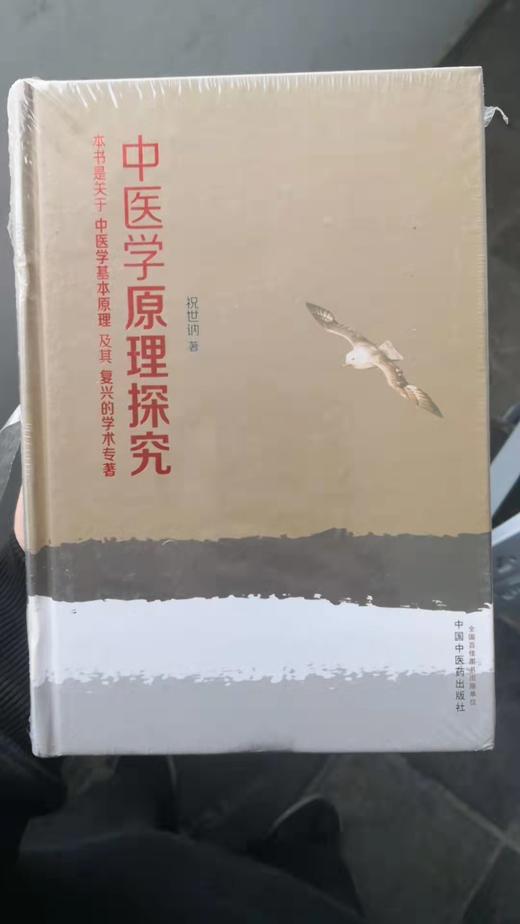 中医学原理探究
本书是关于 中医学基本原理 及其 复兴的学术专著
祝世讷 著
全国百佳图书出版单位
中国中医药出版社